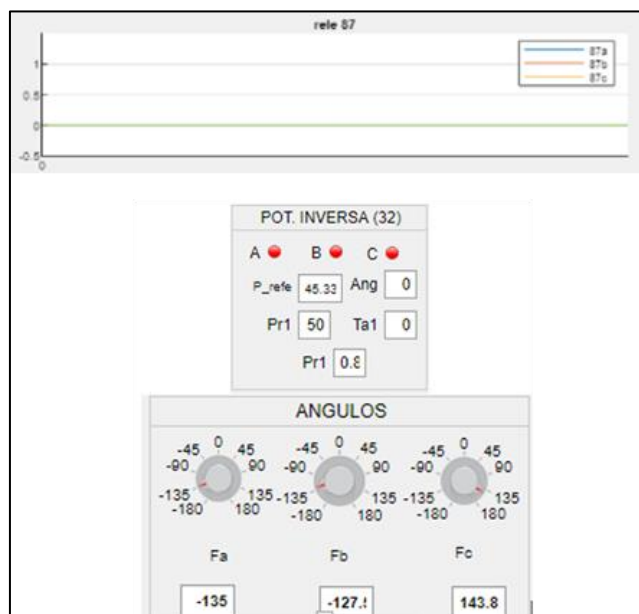 rele 87
87a
87b
87c
1
0.5
0
-0.5
0
POT. INVERSA (32)
A B C
P_refe 45.33 Ang 0
Pr1 50 Ta1 0
Pr1 0.8
ANGULOS
-45 0 45 -45 0 45 -45 0 45
-90 90 -90 90 -90 90
-135 135 -135 135 -135 135
-180 180 -180 180 -180 180
Fa Fb Fc
-135 -127. 143.8